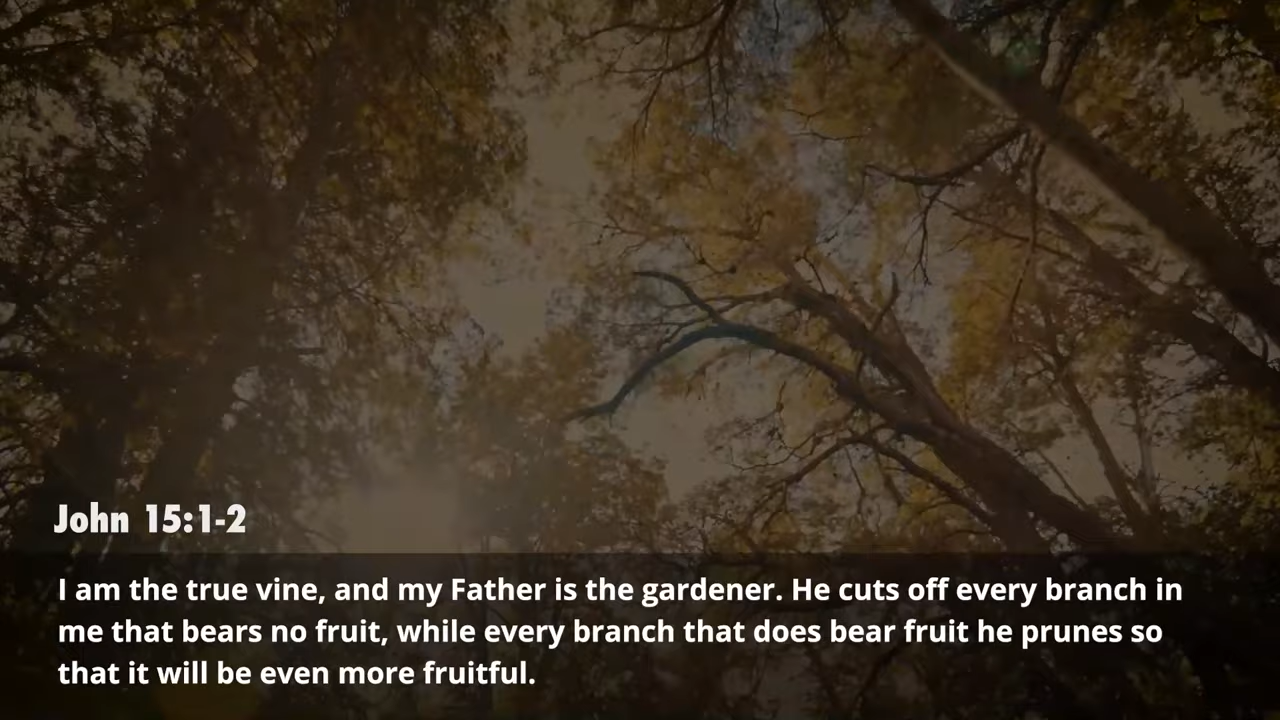 John 15:1-2
I am the true vine, and my Father is the gardener. He cuts off every branch in
me that bears no fruit, while every branch that does bear fruit he prunes so
that it will be even more fruitful.